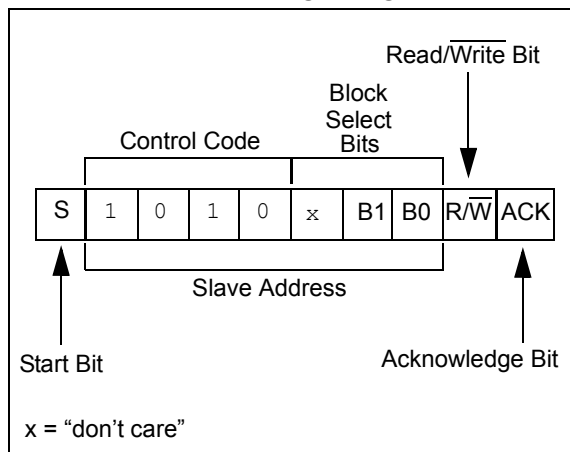 Read/Write Bit
Block
Select
Bits
Control Code
S 1 0 1 0 x B1 B0 R/W ACK
Slave Address
Start Bit
Acknowledge Bit
x = “don’t care”